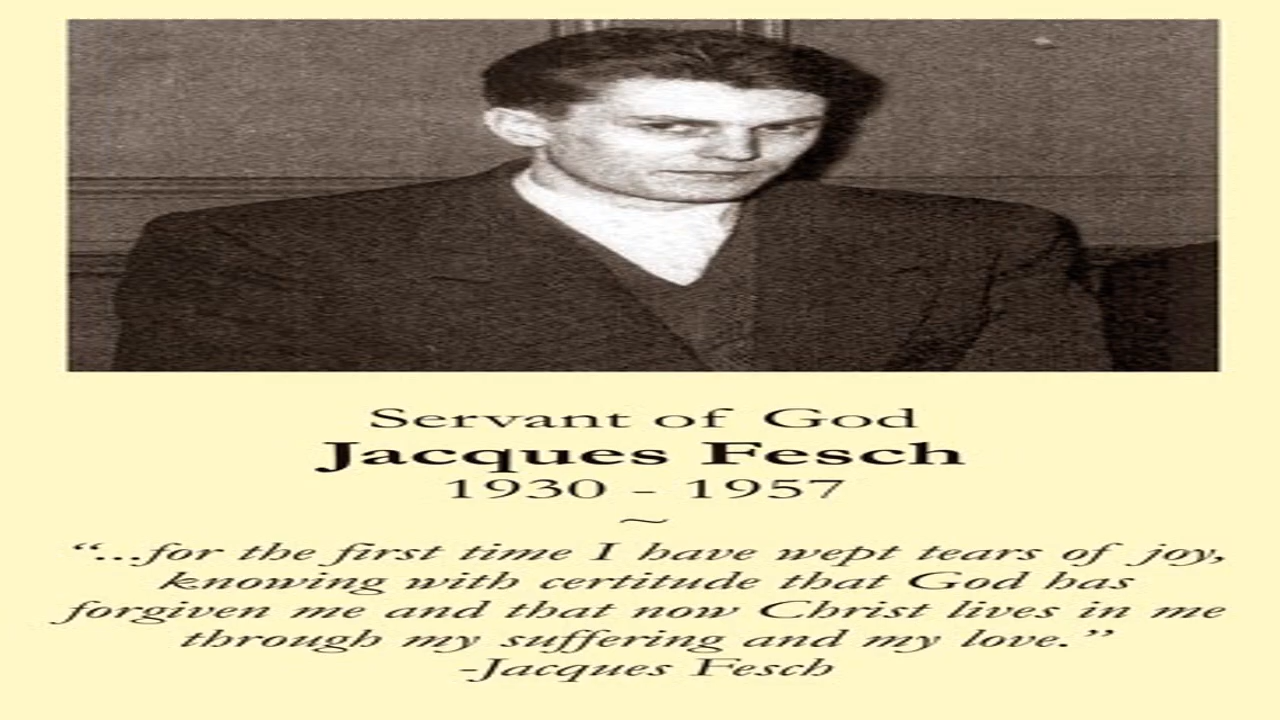 Servant of God
Jacques Fesch
1930 - 1957
~
“...for the first time I have wept tears of joy,
knowing with certitude that God has
forgiven me and that now Christ lives in me
through my suffering and my love.”
-Jacques Fesch